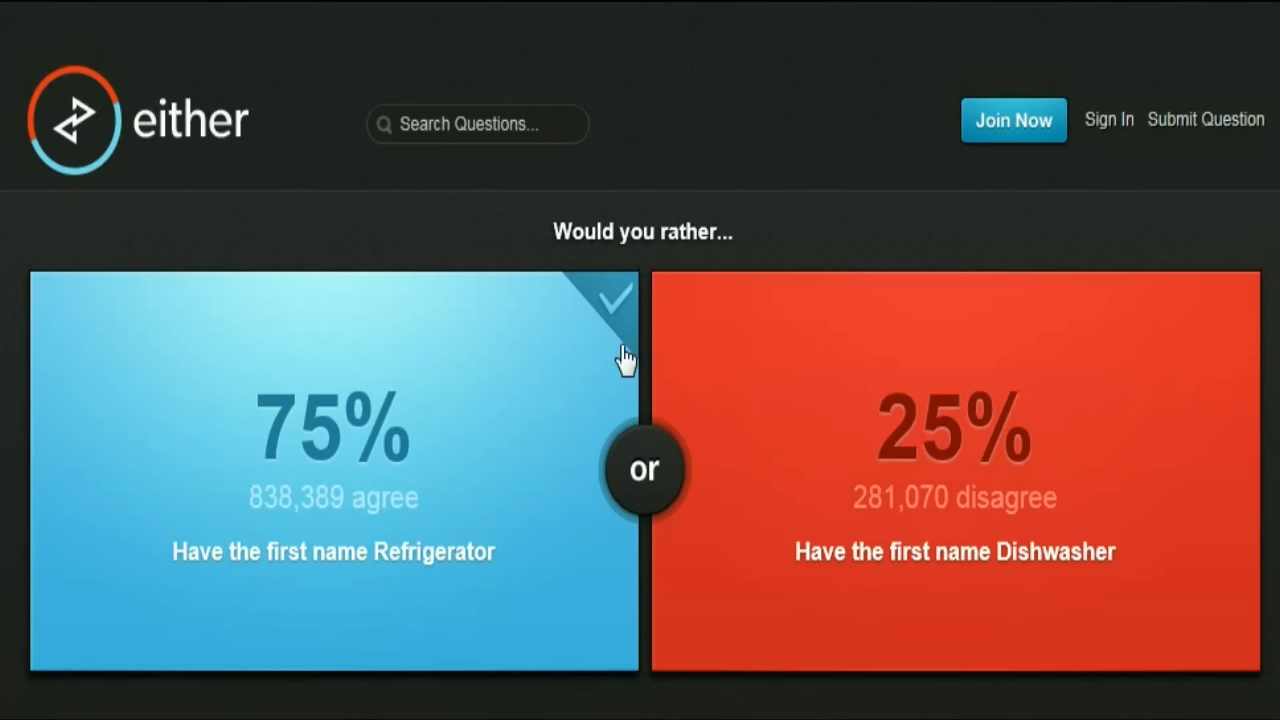 either
Search Questions...
Join Now
Sign In
Submit Question
Would you rather...
75%
838,389 agree
Have the first name Refrigerator
or
25%
281,070 disagree
Have the first name Dishwasher